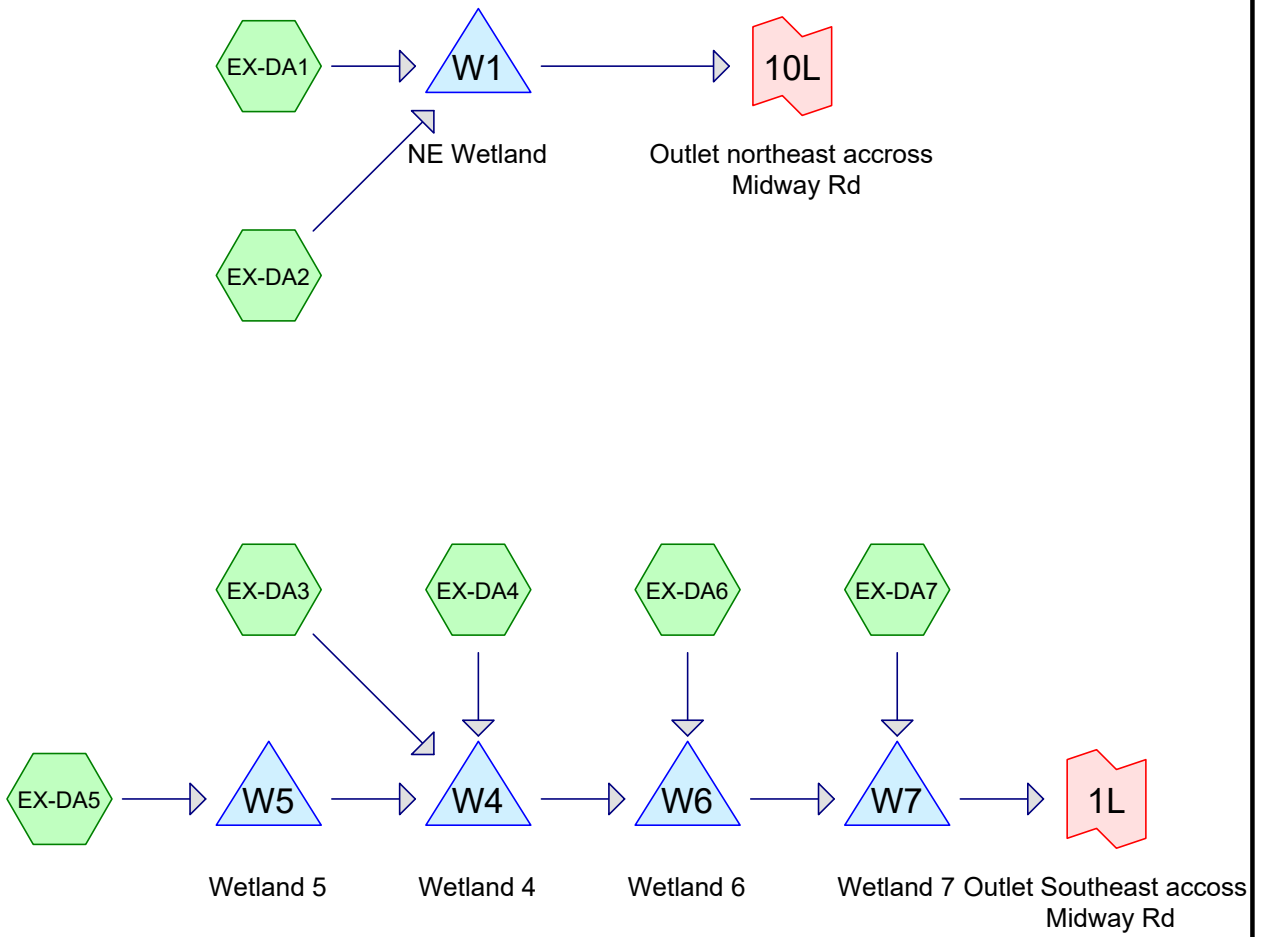 EX-DA1
W1
10L
NE Wetland
Outlet northeast accross
Midway Rd
EX-DA2
EX-DA3
EX-DA4
EX-DA6
EX-DA7
EX-DA5
W5
W4
W6
W7
1L
Wetland 5
Wetland 4
Wetland 6
Wetland 7
Outlet Southeast accoss
Midway Rd